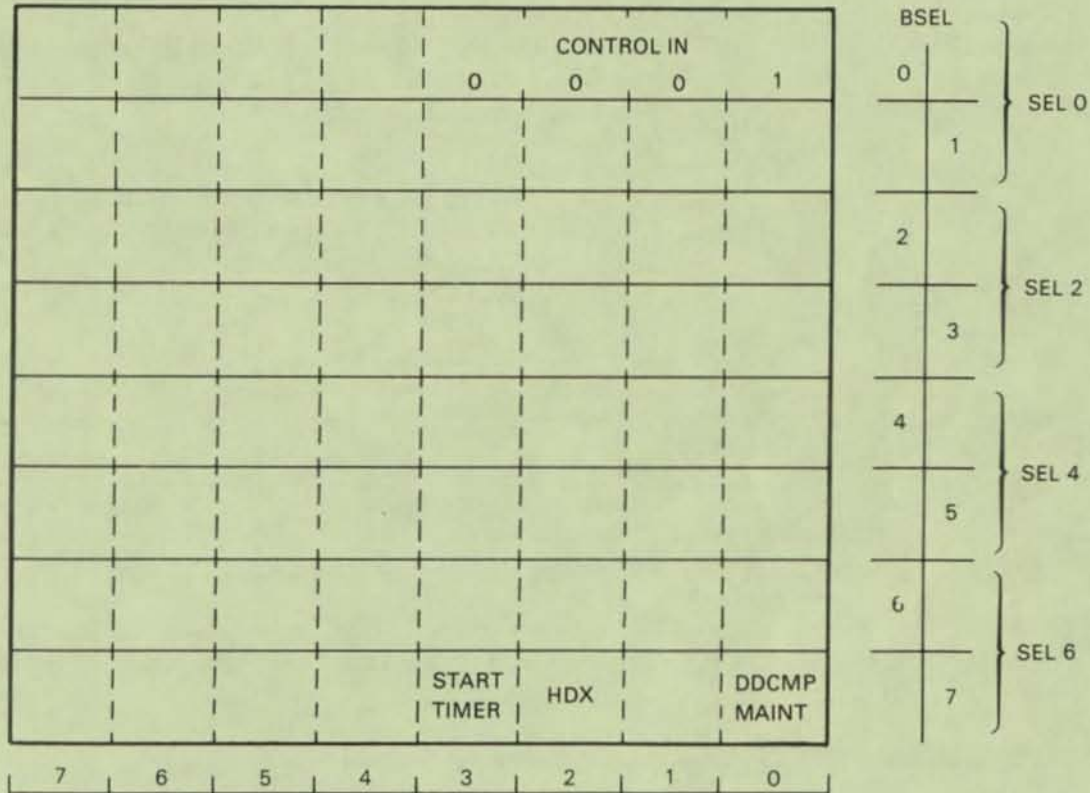 BSEL
CONTROL IN
0 0 0 1
0
SEL 0
1
2
SEL 2
3
4
SEL 4
5
6
SEL 6
START TIMER HDX DDCMP MAINT
7
7 6 5 4 3 2 1 0